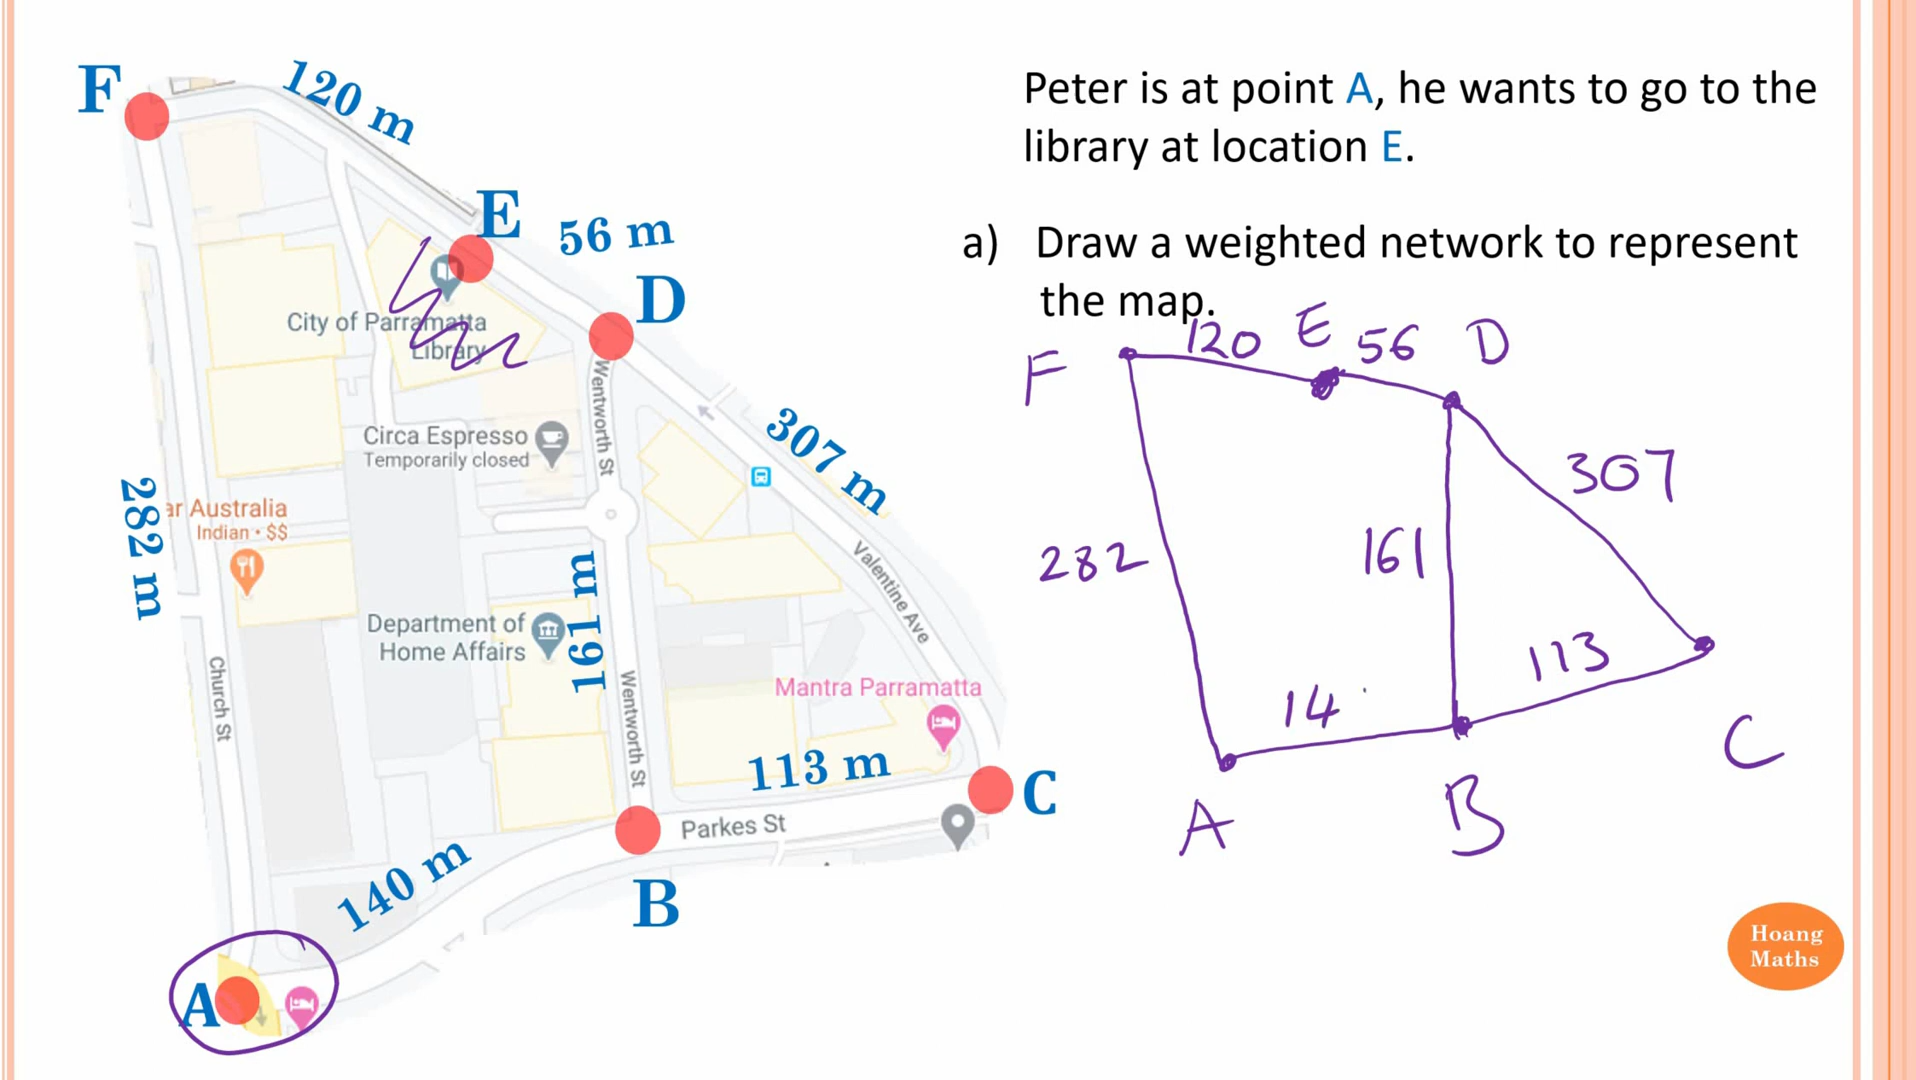 F
120 m
E
56 m
D
City of Parramatta
Library
Wentworth St
307 m
Circa Espresso
Temporarily closed
282 m
ar Australia
Indian · $$
161 m
Valentine Ave
Department of
Home Affairs
Church St
Wentworth St
Mantra Parramatta
113 m
C
Parkes St
140 m
B
A
Peter is at point A, he wants to go to the
library at location E.
a) Draw a weighted network to represent
the map.
F
120
E
56
D
307
282
161
113
14
C
A
B
Hoang
Maths